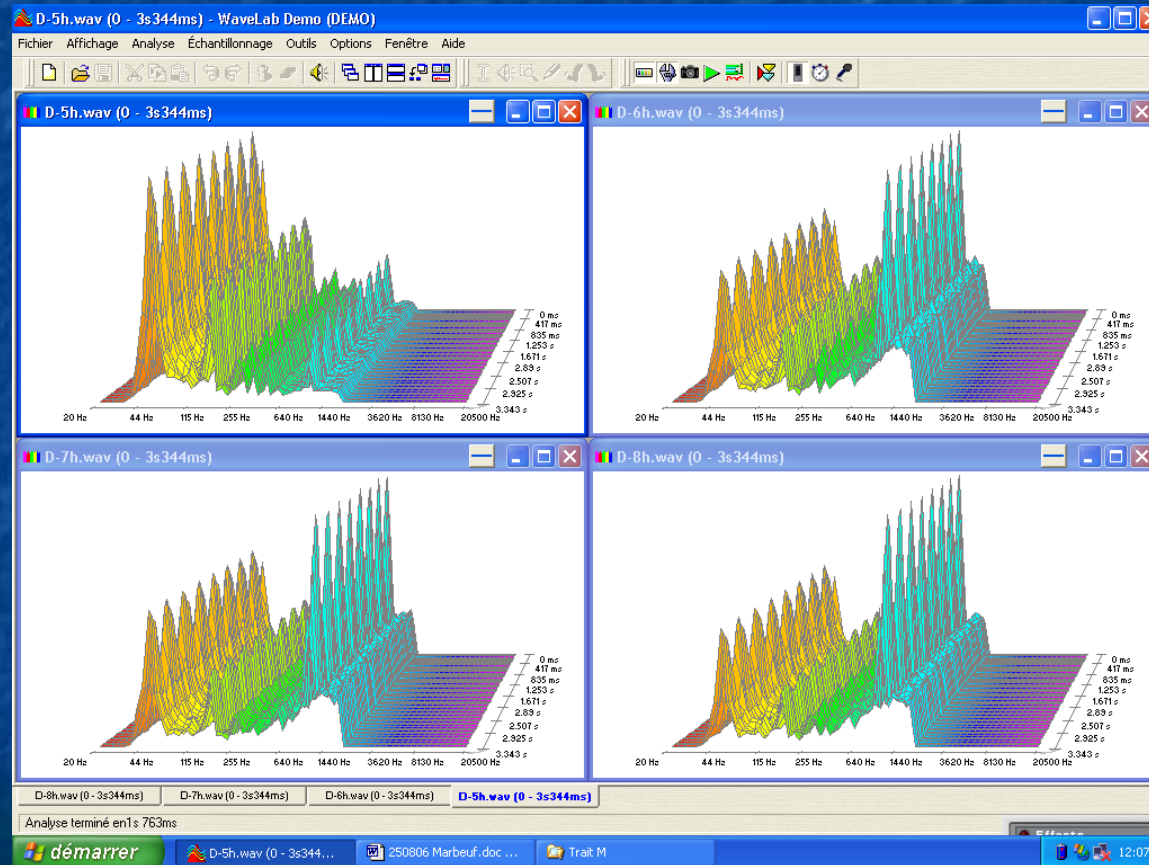 D-5h.wav (0 - 3s344ms) - WaveLab Demo (DEMO)
Fichier Affichage Analyse Échantillonnage Outils Options Fenêtre Aide
D-5h.wav (0 - 3s344ms)
0 ms
417 ms
835 ms
1.253 s
1.671 s
2.89 s
2.507 s
2.925 s
3.343 s
20 Hz 44 Hz 115 Hz 255 Hz 640 Hz 1440 Hz 3620 Hz 8130 Hz 20500 Hz
D-6h.wav (0 - 3s344ms)
0 ms
417 ms
835 ms
1.253 s
1.671 s
2.89 s
2.507 s
2.925 s
3.343 s
20 Hz 44 Hz 115 Hz 255 Hz 640 Hz 1440 Hz 3620 Hz 8130 Hz 20500 Hz
D-7h.wav (0 - 3s344ms)
0 ms
417 ms
835 ms
1.253 s
1.671 s
2.89 s
2.507 s
2.925 s
3.343 s
20 Hz 44 Hz 115 Hz 255 Hz 640 Hz 1440 Hz 3620 Hz 8130 Hz 20500 Hz
D-8h.wav (0 - 3s344ms)
0 ms
417 ms
835 ms
1.253 s
1.671 s
2.89 s
2.507 s
2.925 s
3.343 s
20 Hz 44 Hz 115 Hz 255 Hz 640 Hz 1440 Hz 3620 Hz 8130 Hz 20500 Hz
D-8h.wav (0 - 3s344ms) D-7h.wav (0 - 3s344ms) D-6h.wav (0 - 3s344ms) D-5h.wav (0 - 3s344ms)
Analyse terminé en1s 763ms
Effects
démarrer D-5h.wav (0 - 3s344... 250806 Marbeuf.doc ... Trait M 12:07